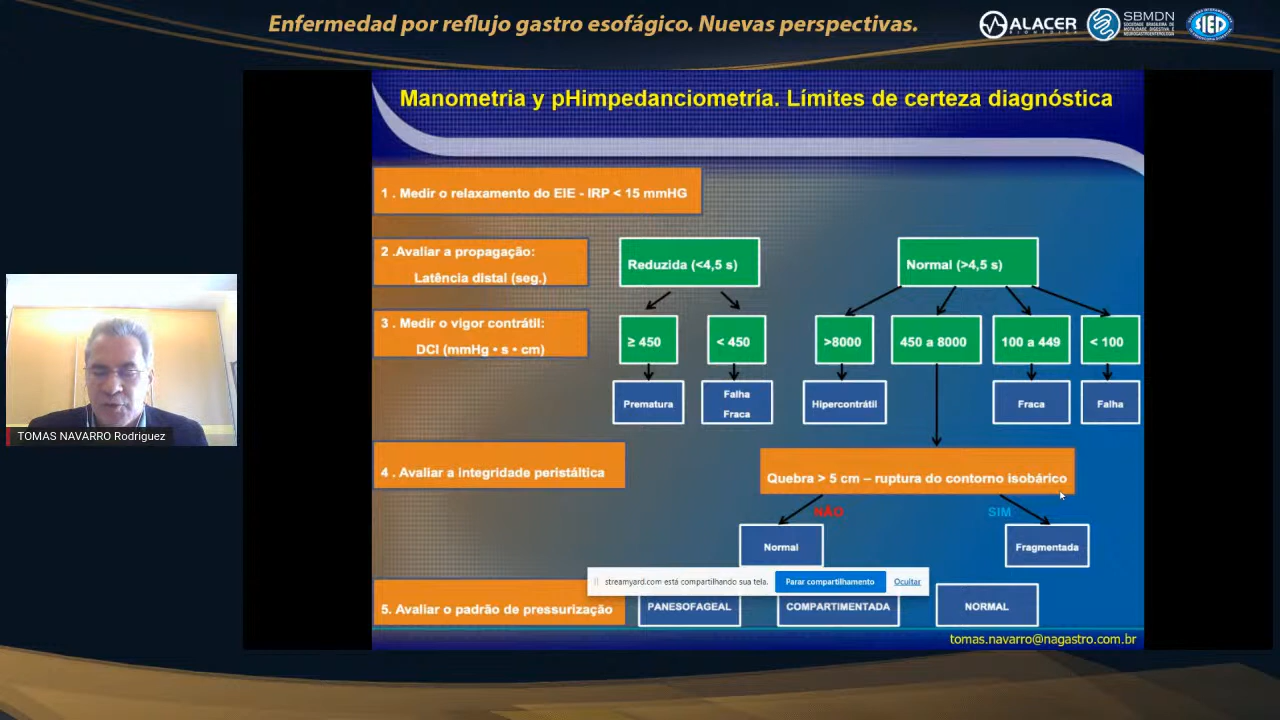 Enfermedad por reflujo gastro esofágico. Nuevas perspectivas.
ALACER
BIOMÉDICA
SBMDN
SIED
Manometria y pHimpedanciometría. Límites de certeza diagnóstica
1 . Medir o relaxamento do EIE - IRP < 15 mmHG
2 .Avaliar a propagação:
Latência distal (seg.)
Reduzida (<4,5 s)
Normal (>4,5 s)
3 . Medir o vigor contrátil:
DCI (mmHg • s • cm)
≥ 450
< 450
>8000
450 a 8000
100 a 449
< 100
Prematura
Falha
Fraca
Hipercontrátil
Fraca
Falha
4 . Avaliar a integridade peristáltica
Quebra > 5 cm – ruptura do contorno isobárico
NÃO
SIM
Normal
Fragmentada
streamyard.com está compartilhando sua tela.
Parar compartilhamento
Ocultar
5. Avaliar o padrão de pressurização
PANESOFAGEAL
COMPARTIMENTADA
NORMAL
tomas.navarro@nagastro.com.br
TOMAS NAVARRO Rodriguez